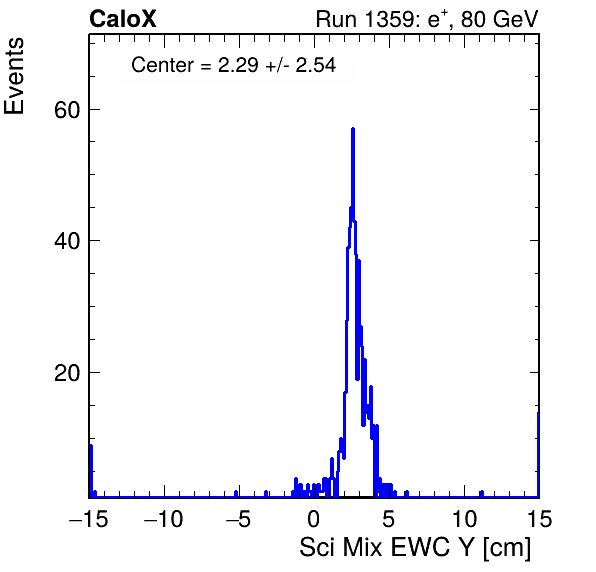 CaloX Run 1359: e+, 80 GeV
Center = 2.29 +/- 2.54
Events
60
40
20
−15 −10 −5 0 5 10 15
Sci Mix EWC Y [cm]